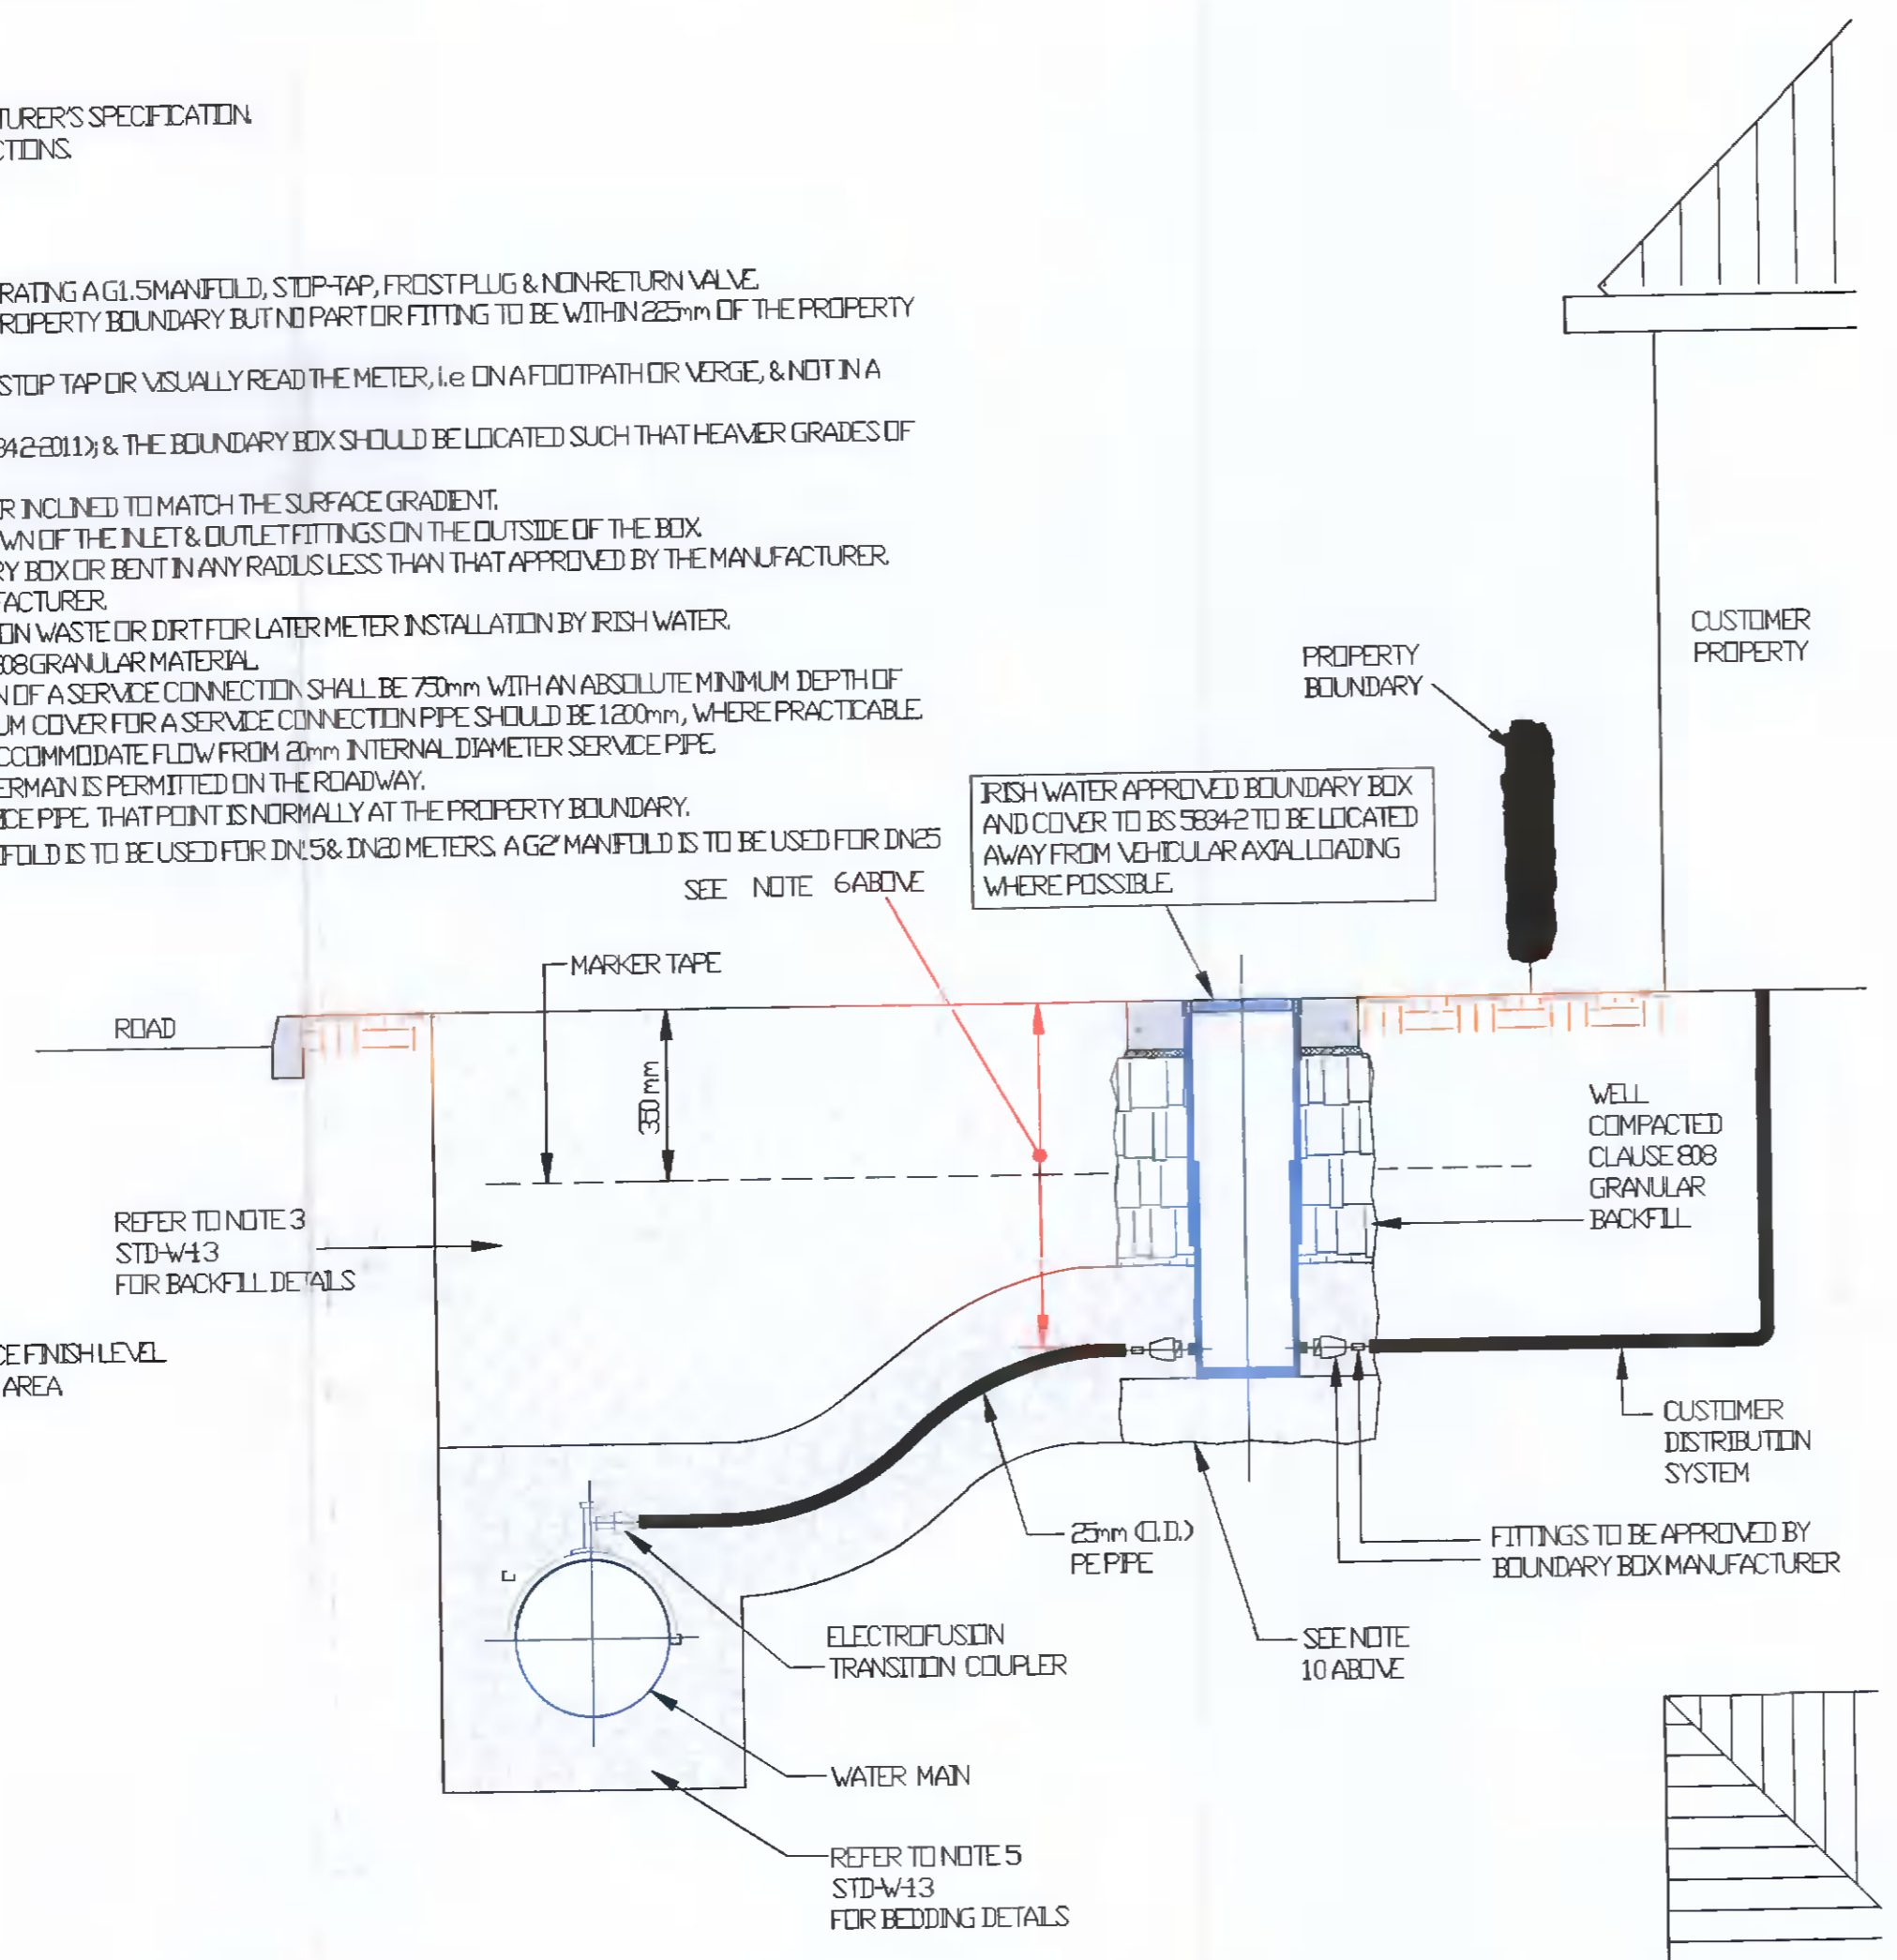 TURER'S SPECIFICATION.
CTIONS.
RATING A G1.5 MANIFOLD, STOP-TAP, FROST PLUG & NON-RETURN VALVE.
ROPERTY BOUNDARY BUT NO PART OR FITTING TO BE WITHIN 225mm OF THE PROPERTY
STOP TAP OR VISUALLY READ THE METER, i.e ON A FOOTPATH OR VERGE, & NOT IN A
342-2011); & THE BOUNDARY BOX SHOULD BE LOCATED SUCH THAT HEAVER GRADES OF
R INCLINED TO MATCH THE SURFACE GRADIENT.
WN OF THE INLET & OUTLET FITTINGS ON THE OUTSIDE OF THE BOX.
RY BOX OR BENT IN ANY RADIUS LESS THAN THAT APPROVED BY THE MANUFACTURER.
FACTURER.
ON WASTE OR DIRT FOR LATER METER INSTALLATION BY IRISH WATER.
808 GRANULAR MATERIAL.
N OF A SERVICE CONNECTION SHALL BE 750mm WITH AN ABSOLUTE MINIMUM DEPTH OF
UM COVER FOR A SERVICE CONNECTION PIPE SHOULD BE 1200mm, WHERE PRACTICABLE.
CCOMMODATE FLOW FROM 20mm INTERNAL DIAMETER SERVICE PIPE
ERMAIN IS PERMITTED ON THE ROADWAY.
ICE PIPE. THAT POINT IS NORMALLY AT THE PROPERTY BOUNDARY.
FOLD IS TO BE USED FOR DN15 & DN20 METERS. A G2" MANIFOLD IS TO BE USED FOR DN25
SEE NOTE 6 ABOVE
IRISH WATER APPROVED BOUNDARY BOX
AND COVER TO BS 5834-2 TO BE LOCATED
AWAY FROM VEHICULAR AXIAL LOADING
WHERE POSSIBLE.
PROPERTY
BOUNDARY
CUSTOMER
PROPERTY
MARKER TAPE
ROAD
350 mm
WELL
COMPACTED
CLAUSE 808
GRANULAR
BACKFILL
REFER TO NOTE 3
STD-W-13
FOR BACKFILL DETAILS
CE FINISH LEVEL
AREA
CUSTOMER
DISTRIBUTION
SYSTEM
25mm (O.D.)
PE PIPE
FITTINGS TO BE APPROVED BY
BOUNDARY BOX MANUFACTURER
ELECTROFUSION
TRANSITION COUPLER
SEE NOTE
10 ABOVE
WATER MAIN
REFER TO NOTE 5
STD-W-13
FOR BEDDING DETAILS